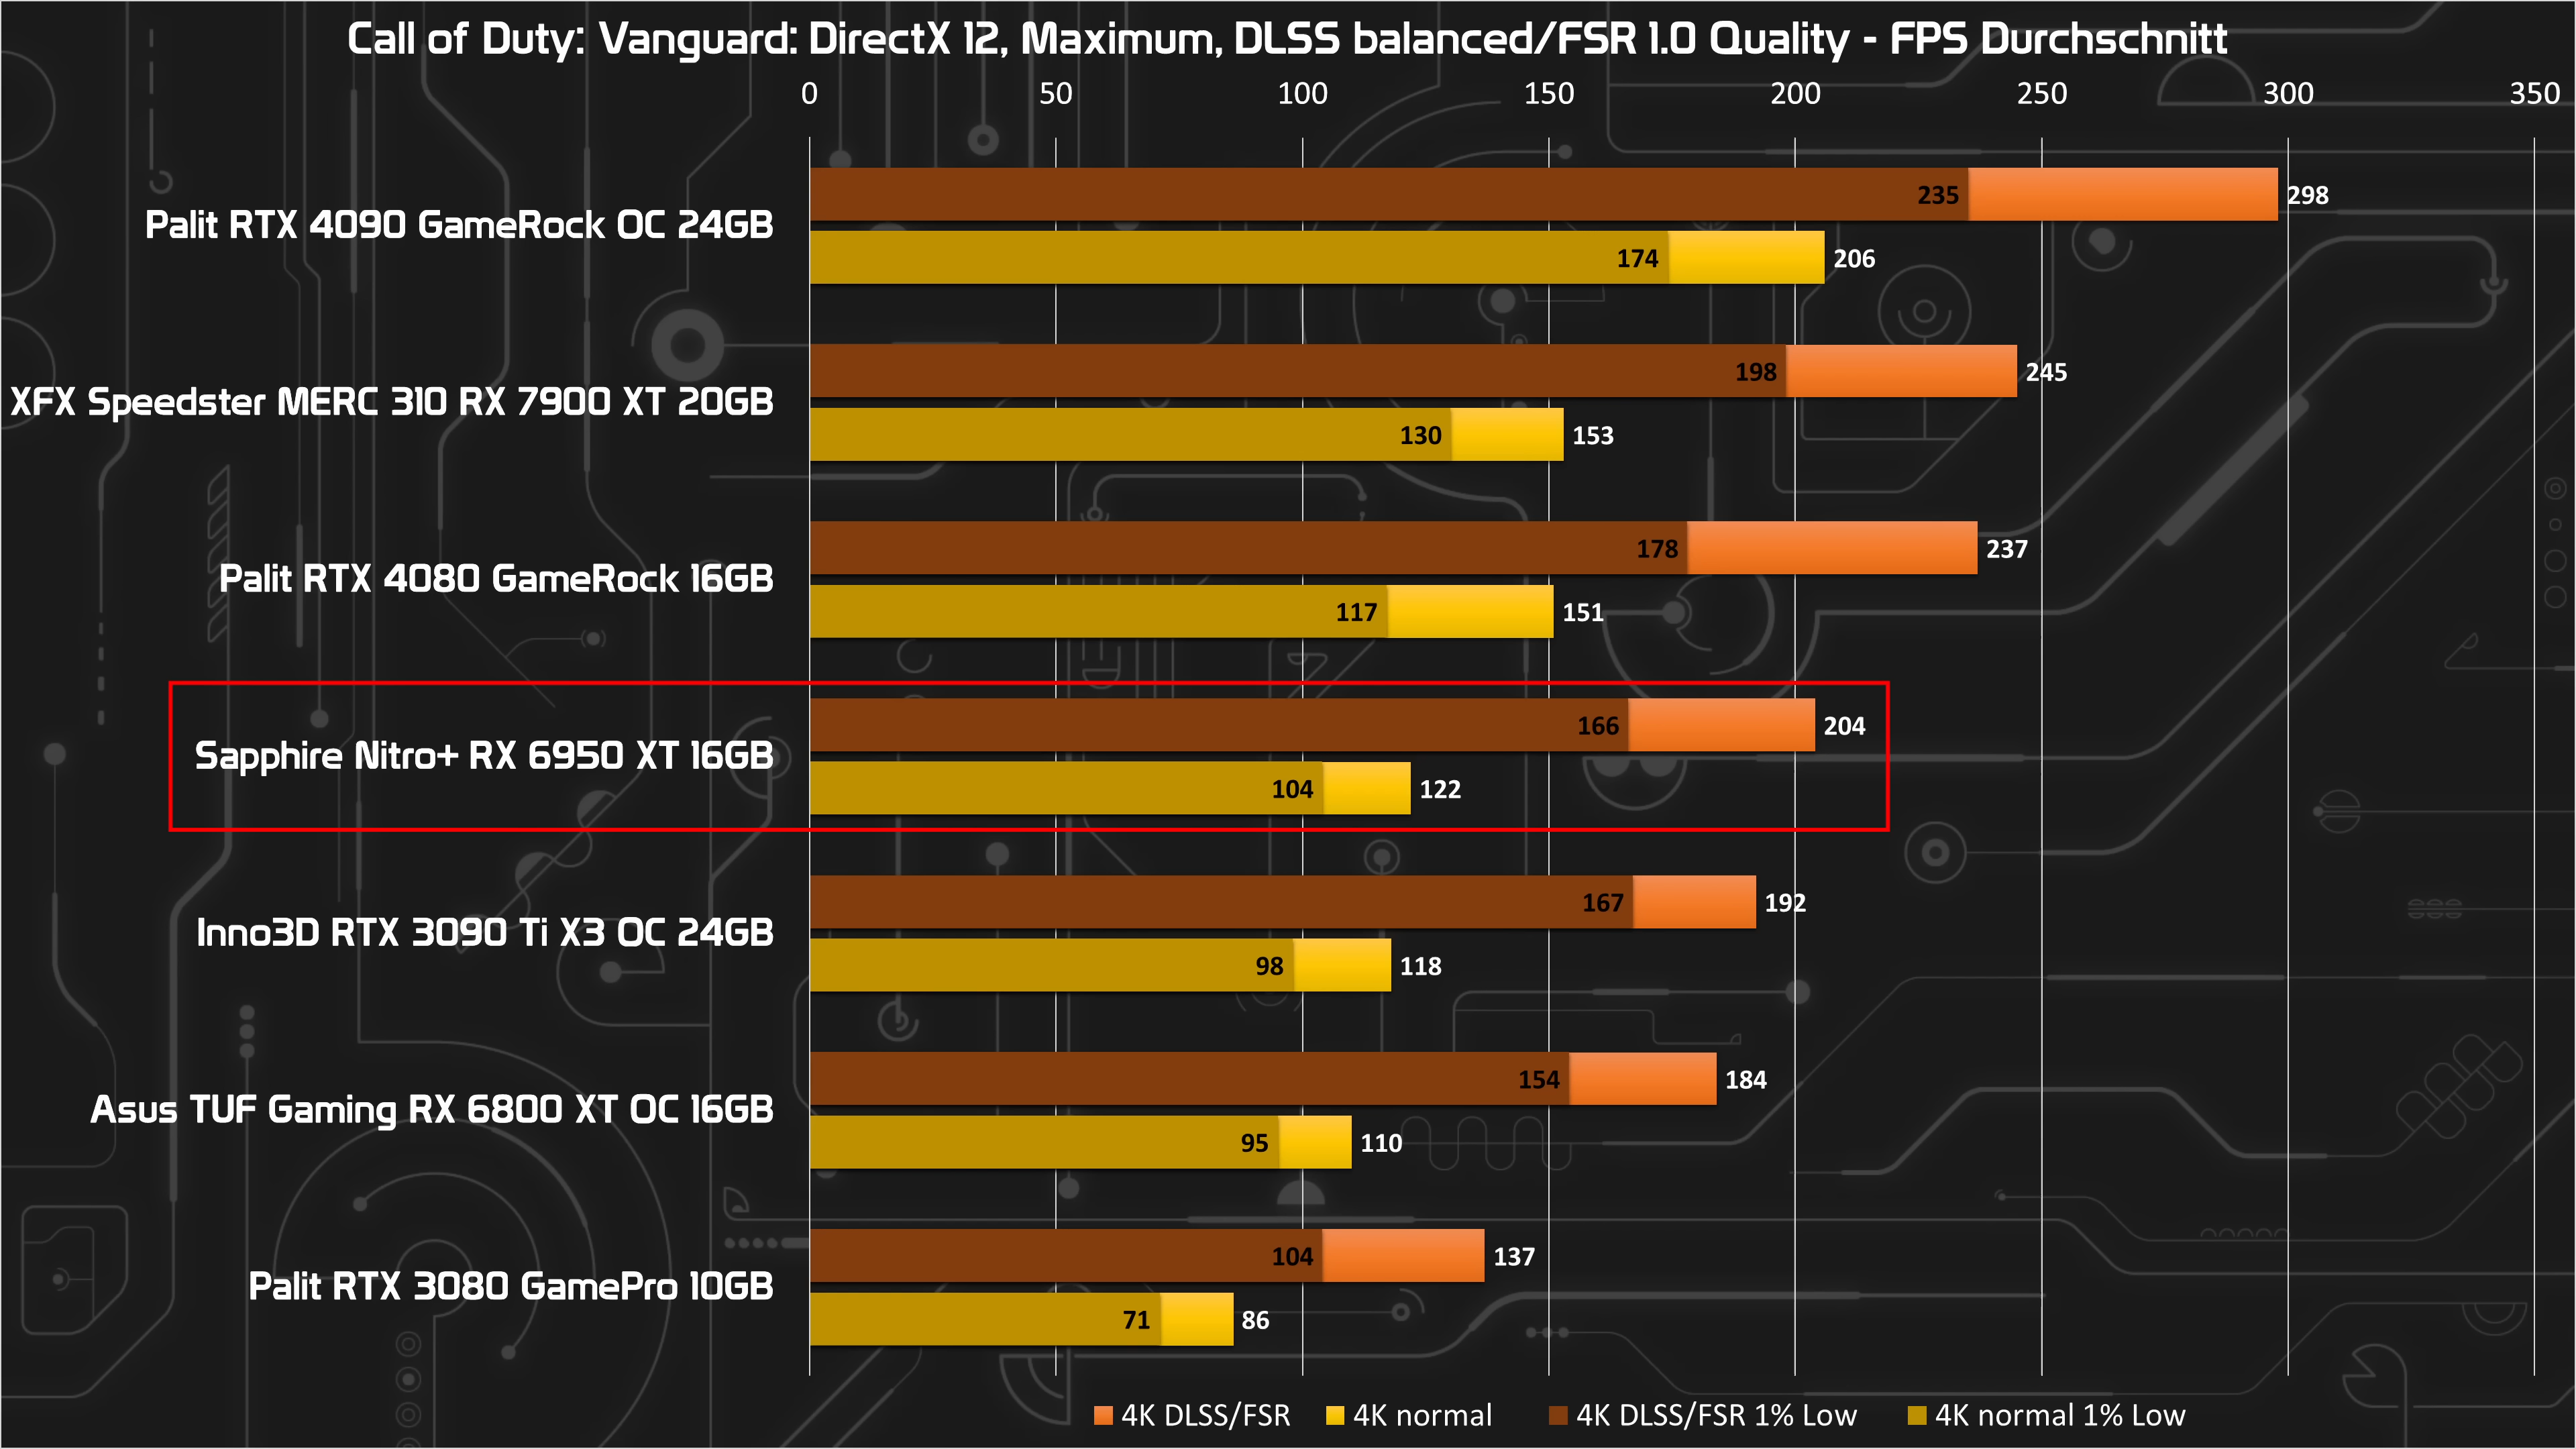 Call of Duty: Vanguard: DirectX 12, Maximum, DLSS balanced/FSR 1.0 Quality - FPS Durchschnitt
0 50 100 150 200 250 300 350
235 298
Palit RTX 4090 GameRock OC 24GB
174 206
198 245
XFX Speedster MERC 310 RX 7900 XT 20GB
130 153
178 237
Palit RTX 4080 GameRock 16GB
117 151
166 204
Sapphire Nitro+ RX 6950 XT 16GB
104 122
167 192
Inno3D RTX 3090 Ti X3 OC 24GB
98 118
154 184
Asus TUF Gaming RX 6800 XT OC 16GB
95 110
104 137
Palit RTX 3080 GamePro 10GB
71 86
4K DLSS/FSR 4K normal 4K DLSS/FSR 1% Low 4K normal 1% Low